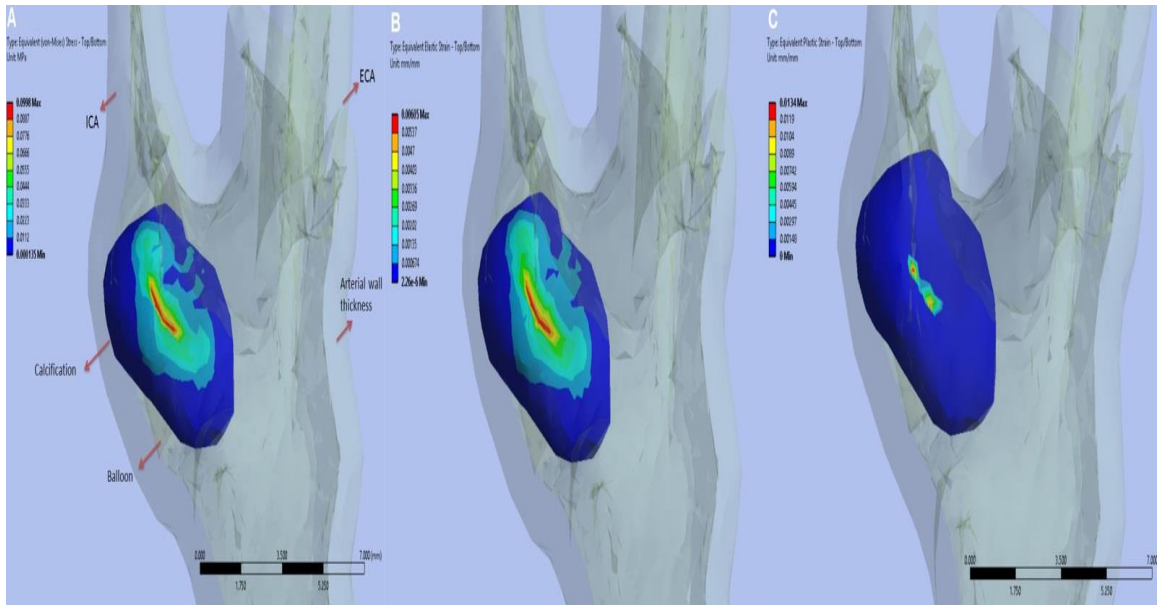 A
Type: Equivalent (von-Mises) Stress - Top/Bottom
Unit: MPa
0.0998 Max
0.0887
0.0776
0.0666
0.0555
0.0444
0.0333
0.0223
0.0112
0.000135 Min
ICA
ECA
Arterial wall
thickness
Calcification
Balloon
0.000
3.500
7.000 (mm)
1.750
5.250
B
Type: Equivalent Elastic Strain - Top/Bottom
Unit: mm/mm
0.00605 Max
0.00537
0.0047
0.00403
0.00336
0.00269
0.00202
0.00135
0.000674
2.26e-6 Min
C
Type: Equivalent Plastic Strain - Top/Bottom
Unit: mm/mm
0.0134 Max
0.0119
0.0104
0.0089
0.00742
0.00594
0.00445
0.00297
0.00148
0 Min
0.000
3.500
7.000
1.750
5.250